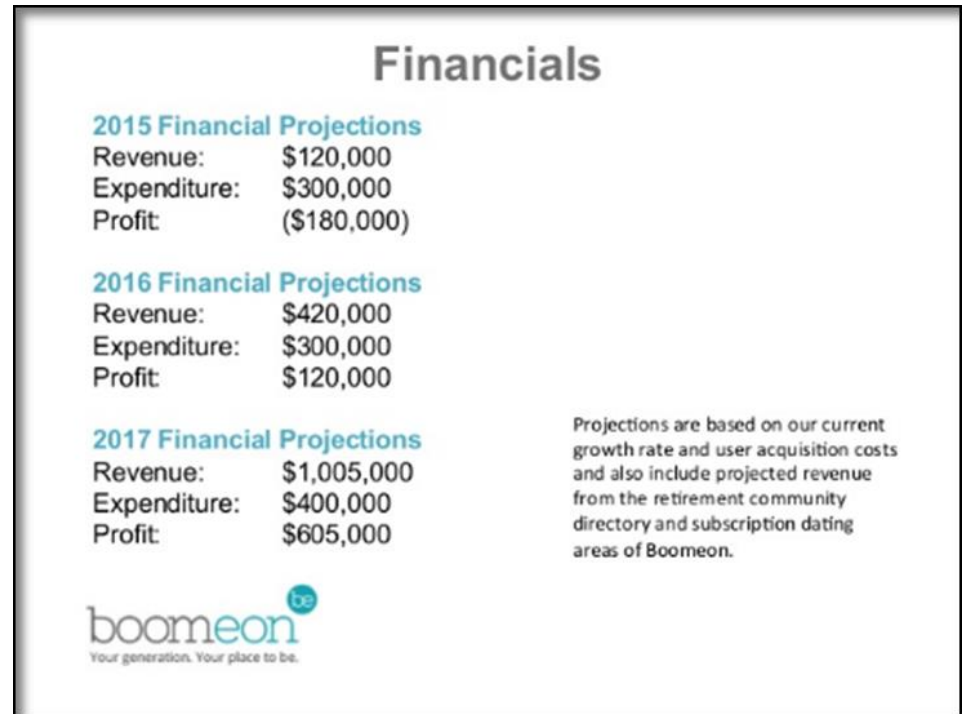 Financials
2015 Financial Projections
Revenue: $120,000
Expenditure: $300,000
Profit: ($180,000)
2016 Financial Projections
Revenue: $420,000
Expenditure: $300,000
Profit: $120,000
2017 Financial Projections
Revenue: $1,005,000
Expenditure: $400,000
Profit: $605,000
Projections are based on our current
growth rate and user acquisition costs
and also include projected revenue
from the retirement community
directory and subscription dating
areas of Boomeon.
be
boomeon
Your generation. Your place to be.